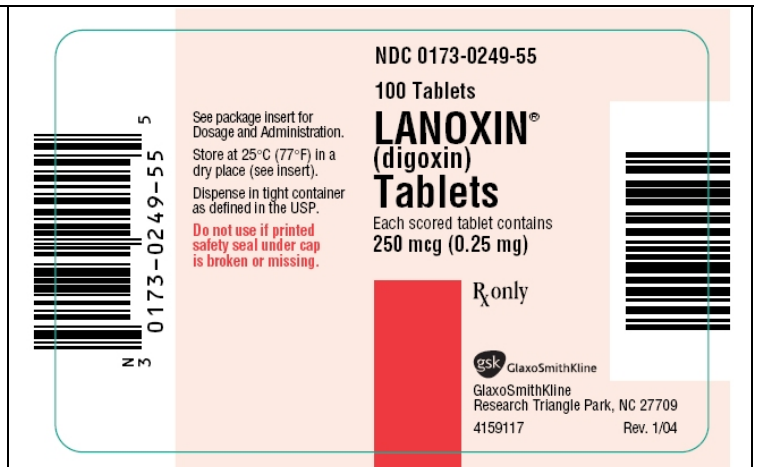 5
0173-0249-55
N 3
See package insert for
Dosage and Administration.
Store at 25°C (77°F) in a
dry place (see insert).
Dispense in tight container
as defined in the USP.
Do not use if printed
safety seal under cap
is broken or missing.
NDC 0173-0249-55
100 Tablets
LANOXIN®
(digoxin)
Tablets
Each scored tablet contains
250 mcg (0.25 mg)
Rx only
gsk GlaxoSmithKline
GlaxoSmithKline
Research Triangle Park, NC 27709
4159117 Rev. 1/04